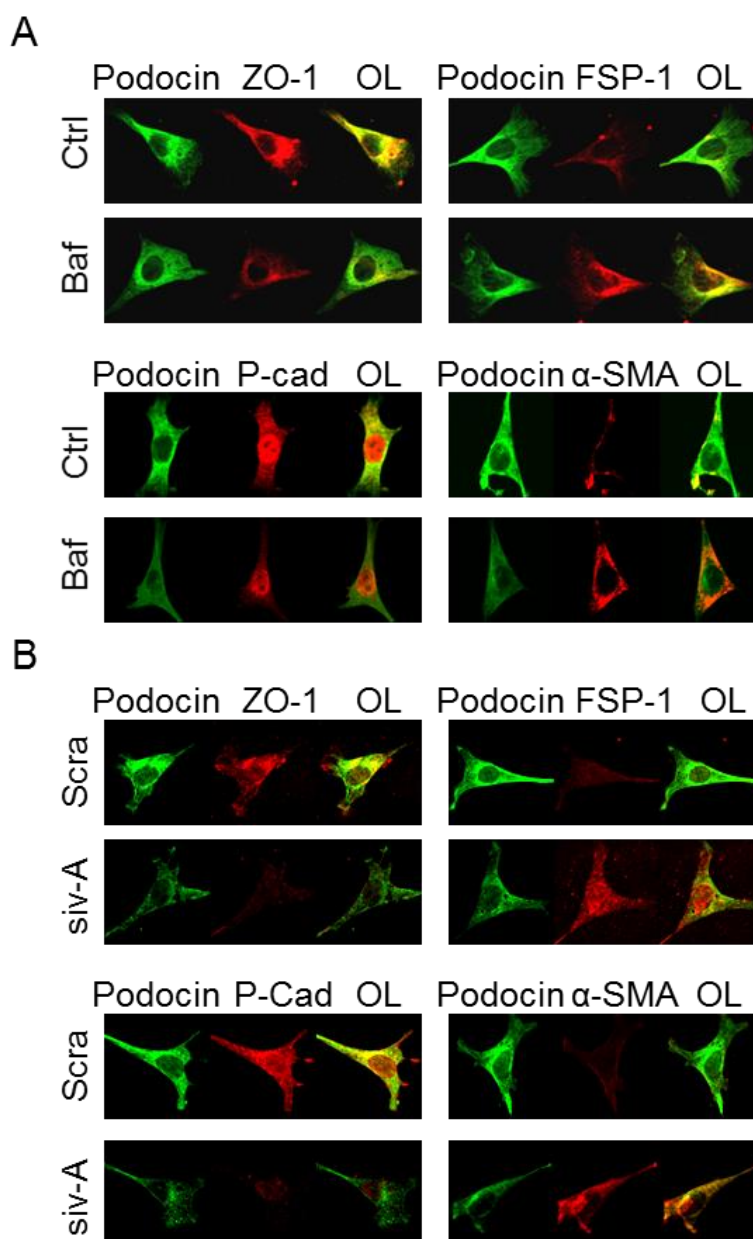 A
Podocin ZO-1 OL Podocin FSP-1 OL
Ctrl
Baf
Podocin P-cad OL Podocin α-SMA OL
Ctrl
Baf
B
Podocin ZO-1 OL Podocin FSP-1 OL
Scra
siv-A
Podocin P-Cad OL Podocin α-SMA OL
Scra
siv-A